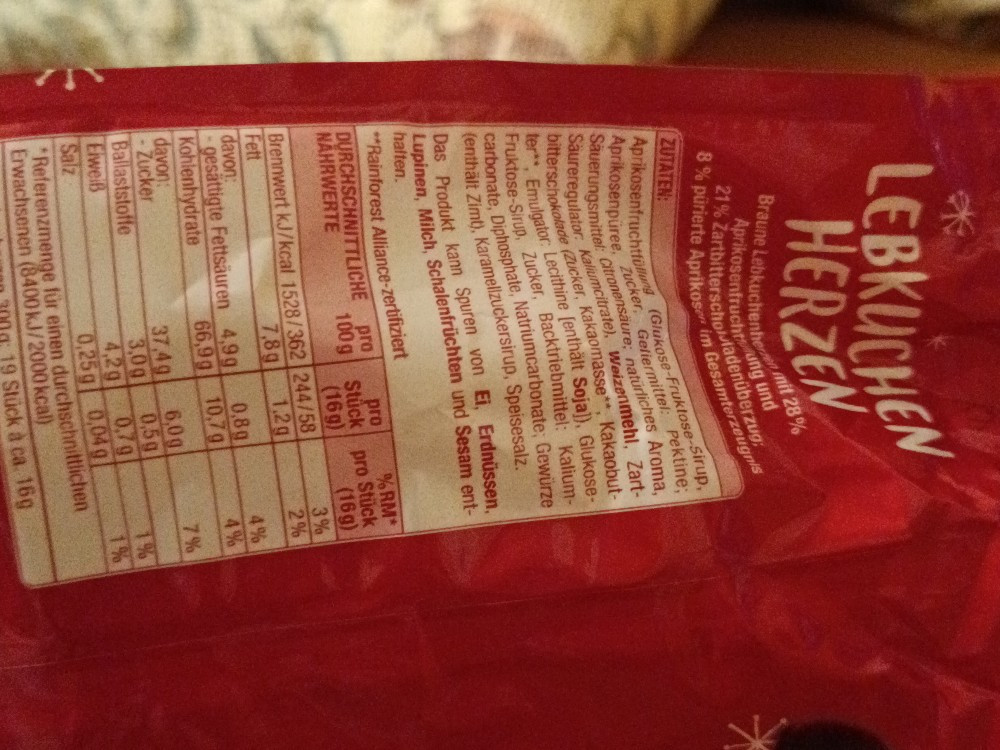 LEBKUCHEN
HERZEN
Braune Lebkuchenherzen mit 28%
Aprikosenfruchtfüllung und
21% Zartbitterschokoladenüberzug;
8% pürierte Aprikosen im Gesamterzeugnis
ZUTATEN:
Aprikosenfruchtfüllung (Glukose-Fruktose-Sirup,
Aprikosenpüree, Zucker, Geliermittel: Pektine;
Säuerungsmittel: Citronensäure; natürliches Aroma,
Säureregulator: Kaliumcitrate), Weizenmehl, Zart-
bitterschokolade (Zucker, Kakaomasse**, Kakaobut-
ter**, Emulgator: Lecithine [enthält Soja]), Glukose-
Fruktose-Sirup, Zucker, Backtriebmittel: Kalium-
carbonate, Diphosphate, Natriumcarbonate; Gewürze
(enthält Zimt), Karamellzuckersirup, Speisesalz.
Das Produkt kann Spuren von Ei, Erdnüssen,
Lupinen, Milch, Schalenfrüchten und Sesam ent-
halten.
**Rainforest Alliance-zertifiziert
DURCHSCHNITTLICHE NÄHRWERTE pro 100g pro Stück (16g) %RM* pro Stück (16g)
Brennwert kJ/kcal 1528/362 244/58 3%
Fett 7,8g 1,2g 2%
davon:
- gesättigte Fettsäuren 4,9g 0,8g 4%
Kohlenhydrate 66,9g 10,7g 4%
davon:
- Zucker 37,4g 6,0g 7%
Ballaststoffe 3,0g 0,5g
Eiweiß 4,2g 0,7g 1%
Salz 0,25g 0,04g 1%
*Referenzmenge für einen durchschnittlichen
Erwachsenen (8400kJ/2000kcal)
300g, 19 Stück à ca. 16g